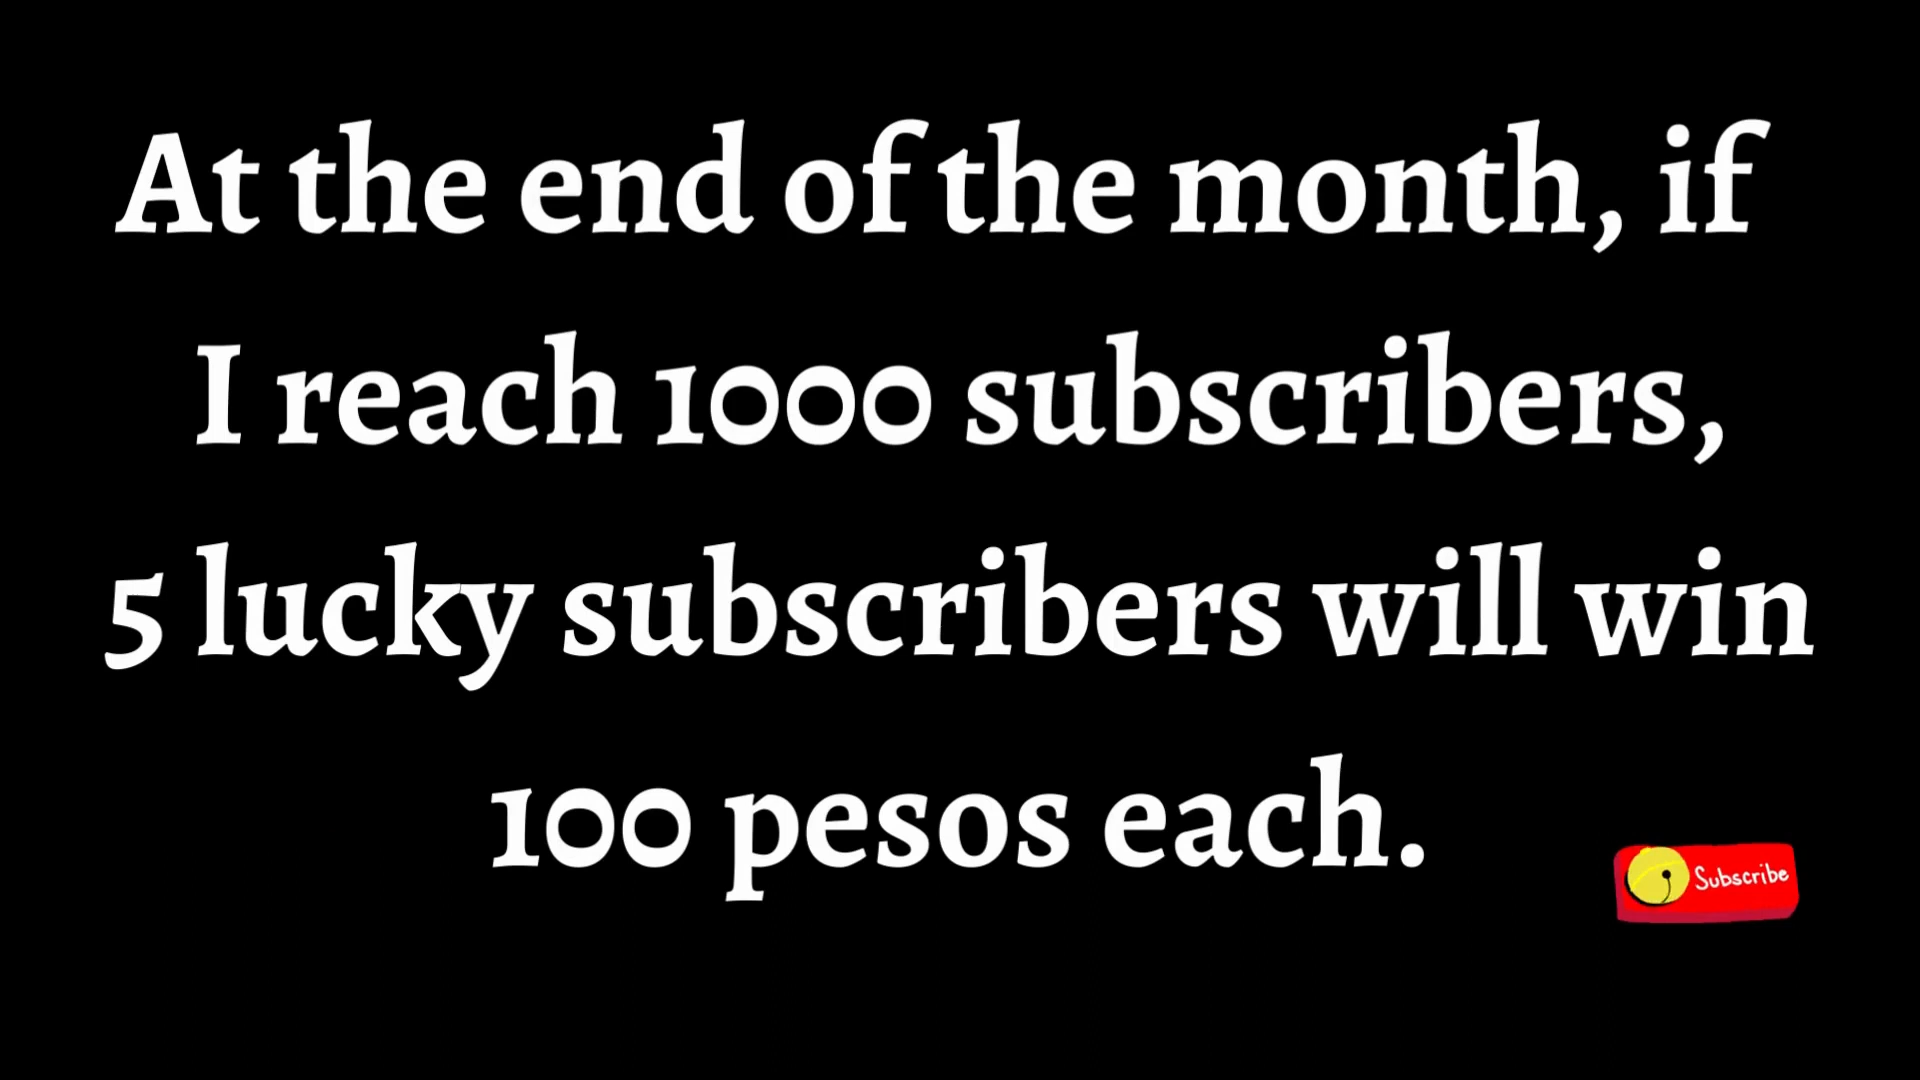 At the end of the month, if
I reach 1000 subscribers,
5 lucky subscribers will win
100 pesos each.
Subscribe